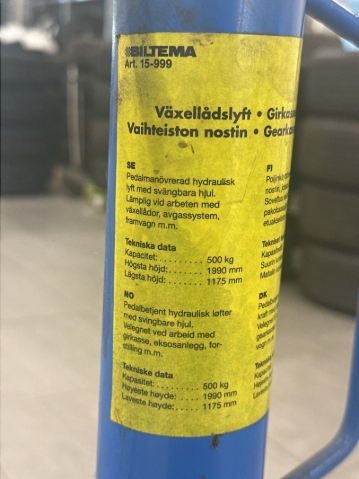 BILTEMA
Art. 15-999
Växellådslyft • Girkasse
Vaihteiston nostin • Gearkas
SE
Pedalmanövrerad hydraulisk
lyft med svängbara hjul.
Lämplig vid arbeten med
växellådor, avgassystem,
framvagn m.m.
Tekniska data
Kapacitet: . . . . . . . . . 500 kg
Högsta höjd: . . . . . . 1990 mm
Lägsta höjd: . . . . . . 1175 mm
NO
Pedalbetjent hydraulisk løfter
med svingbare hjul.
Velegnet ved arbeid med
girkasse, eksosanlegg, for-
stilling m.m.
Tekniske data
Kapasitet: . . . . . . . . . 500 kg
Høyeste høyde: . . . . 1990 mm
Laveste høyde: . . . . . 1175 mm
FI
DK